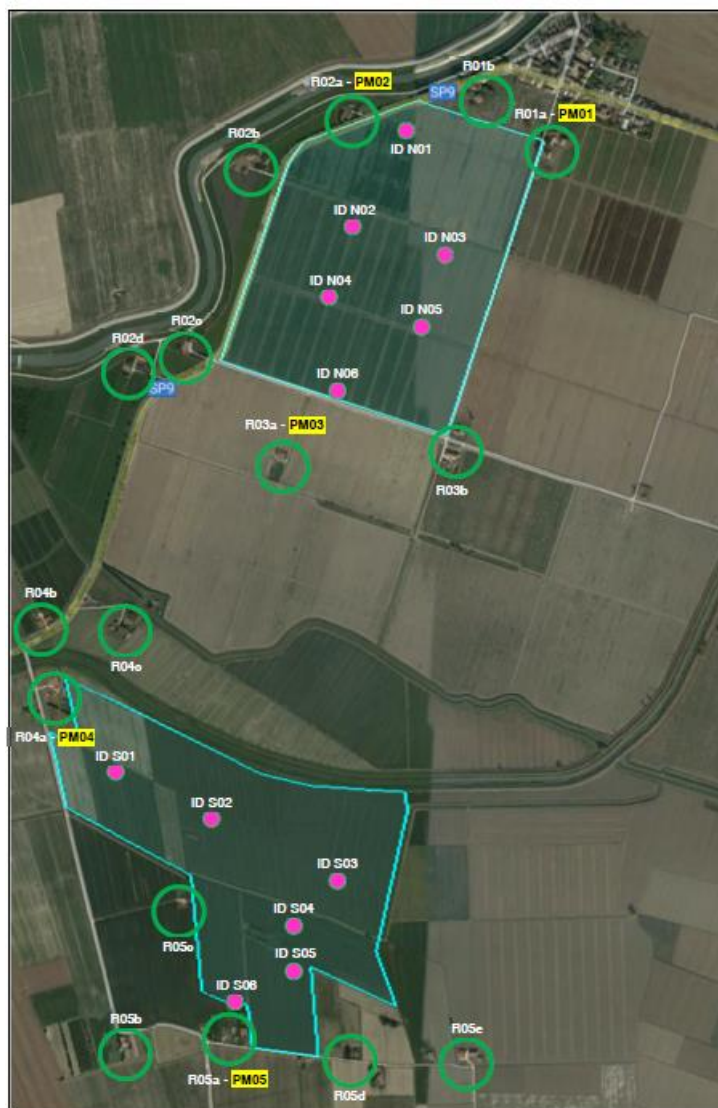 R01b
R02a - PM02
SP9
R01a - PM01
R02b
ID N01
ID N02
ID N03
ID N04
ID N05
R02c
R02d
SP9
ID N06
R03a - PM03
R03b
R04b
R04c
R04a - PM04
ID S01
ID S02
ID S03
ID S04
R05c
ID S05
ID S06
R05b
R05e
R05a - PM05
R05d